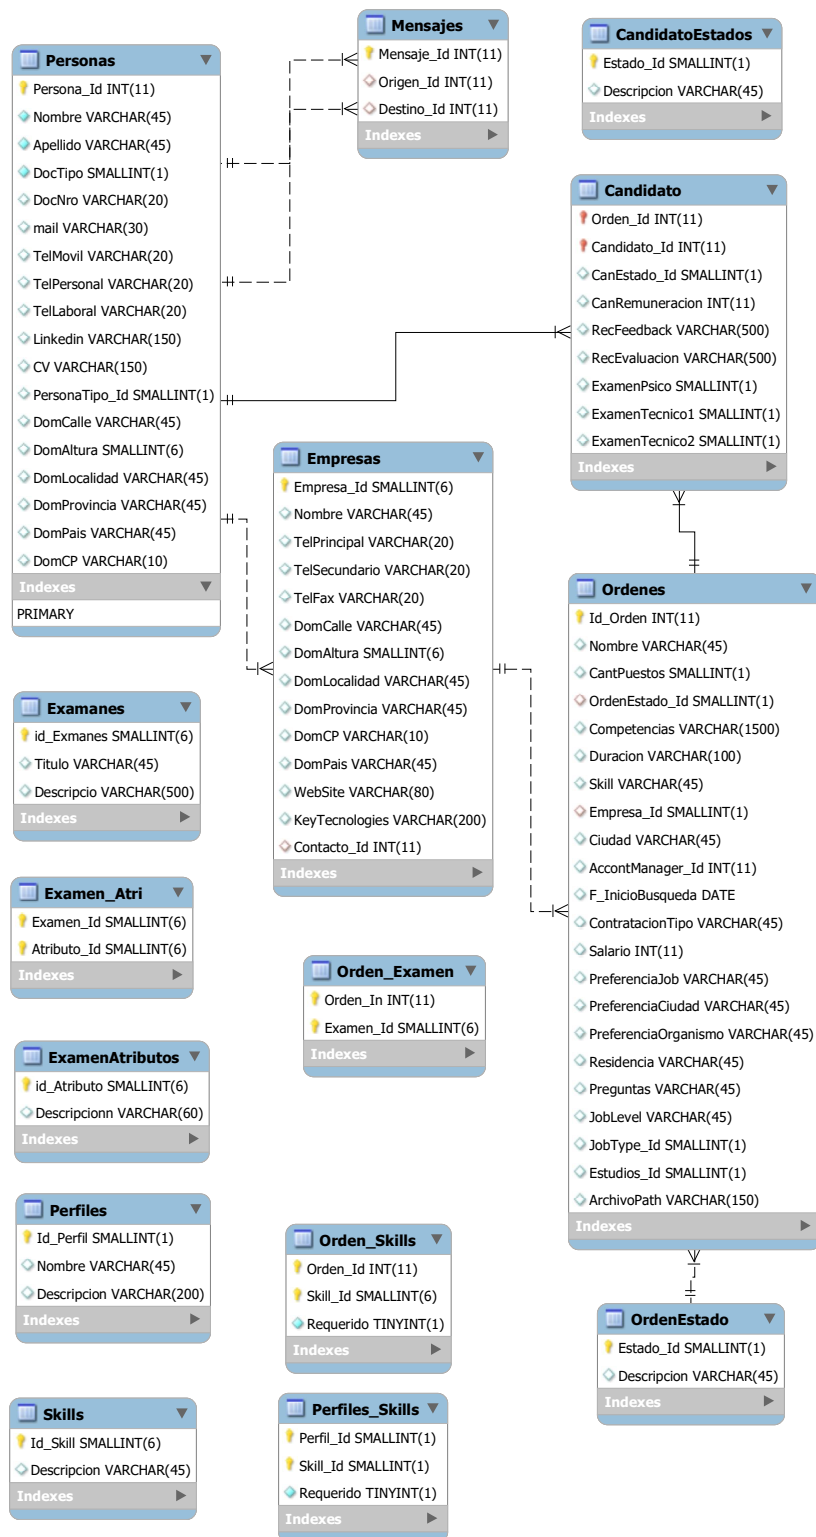 Personas
Persona_Id INT(11)
Nombre VARCHAR(45)
Apellido VARCHAR(45)
DocTipo SMALLINT(1)
DocNro VARCHAR(20)
mail VARCHAR(30)
TelMovil VARCHAR(20)
TelPersonal VARCHAR(20)
TelLaboral VARCHAR(20)
Linkedin VARCHAR(150)
CV VARCHAR(150)
PersonaTipo_Id SMALLINT(1)
DomCalle VARCHAR(45)
DomAltura SMALLINT(6)
DomLocalidad VARCHAR(45)
DomProvincia VARCHAR(45)
DomPais VARCHAR(45)
DomCP VARCHAR(10)
Indexes
PRIMARY
Mensajes
Mensaje_Id INT(11)
Origen_Id INT(11)
Destino_Id INT(11)
Indexes
CandidatoEstados
Estado_Id SMALLINT(1)
Descripcion VARCHAR(45)
Indexes
Candidato
Orden_Id INT(11)
Candidato_Id INT(11)
CanEstado_Id SMALLINT(1)
CanRemuneracion INT(11)
RecFeedback VARCHAR(500)
RecEvaluacion VARCHAR(500)
ExamenPsico SMALLINT(1)
ExamenTecnico1 SMALLINT(1)
ExamenTecnico2 SMALLINT(1)
Indexes
Empresas
Empresa_Id SMALLINT(6)
Nombre VARCHAR(45)
TelPrincipal VARCHAR(20)
TelSecundario VARCHAR(20)
TelFax VARCHAR(20)
DomCalle VARCHAR(45)
DomAltura SMALLINT(6)
DomLocalidad VARCHAR(45)
DomProvincia VARCHAR(45)
DomCP VARCHAR(10)
DomPais VARCHAR(45)
WebSite VARCHAR(80)
KeyTecnologies VARCHAR(200)
Contacto_Id INT(11)
Indexes
Ordenes
Id_Orden INT(11)
Nombre VARCHAR(45)
CantPuestos SMALLINT(1)
OrdenEstado_Id SMALLINT(1)
Competencias VARCHAR(1500)
Duracion VARCHAR(100)
Skill VARCHAR(45)
Empresa_Id SMALLINT(1)
Ciudad VARCHAR(45)
AccontManager_Id INT(11)
F_InicioBusqueda DATE
ContratacionTipo VARCHAR(45)
Salario INT(11)
PreferenciaJob VARCHAR(45)
PreferenciaCiudad VARCHAR(45)
PreferenciaOrganismo VARCHAR(45)
Residencia VARCHAR(45)
Preguntas VARCHAR(45)
JobLevel VARCHAR(45)
JobType_Id SMALLINT(1)
Estudios_Id SMALLINT(1)
ArchivoPath VARCHAR(150)
Indexes
Examanes
id_Exmanes SMALLINT(6)
Titulo VARCHAR(45)
Descripcio VARCHAR(500)
Indexes
Examen_Atri
Examen_Id SMALLINT(6)
Atributo_Id SMALLINT(6)
Indexes
Orden_Examen
Orden_In INT(11)
Examen_Id SMALLINT(6)
Indexes
ExamenAtributos
id_Atributo SMALLINT(6)
Descripcionn VARCHAR(60)
Indexes
Perfiles
Id_Perfil SMALLINT(1)
Nombre VARCHAR(45)
Descripcion VARCHAR(200)
Indexes
Orden_Skills
Orden_Id INT(11)
Skill_Id SMALLINT(6)
Requerido TINYINT(1)
Indexes
OrdenEstado
Estado_Id SMALLINT(1)
Descripcion VARCHAR(45)
Indexes
Skills
Id_Skill SMALLINT(6)
Descripcion VARCHAR(45)
Indexes
Perfiles_Skills
Perfil_Id SMALLINT(1)
Skill_Id SMALLINT(1)
Requerido TINYINT(1)
Indexes